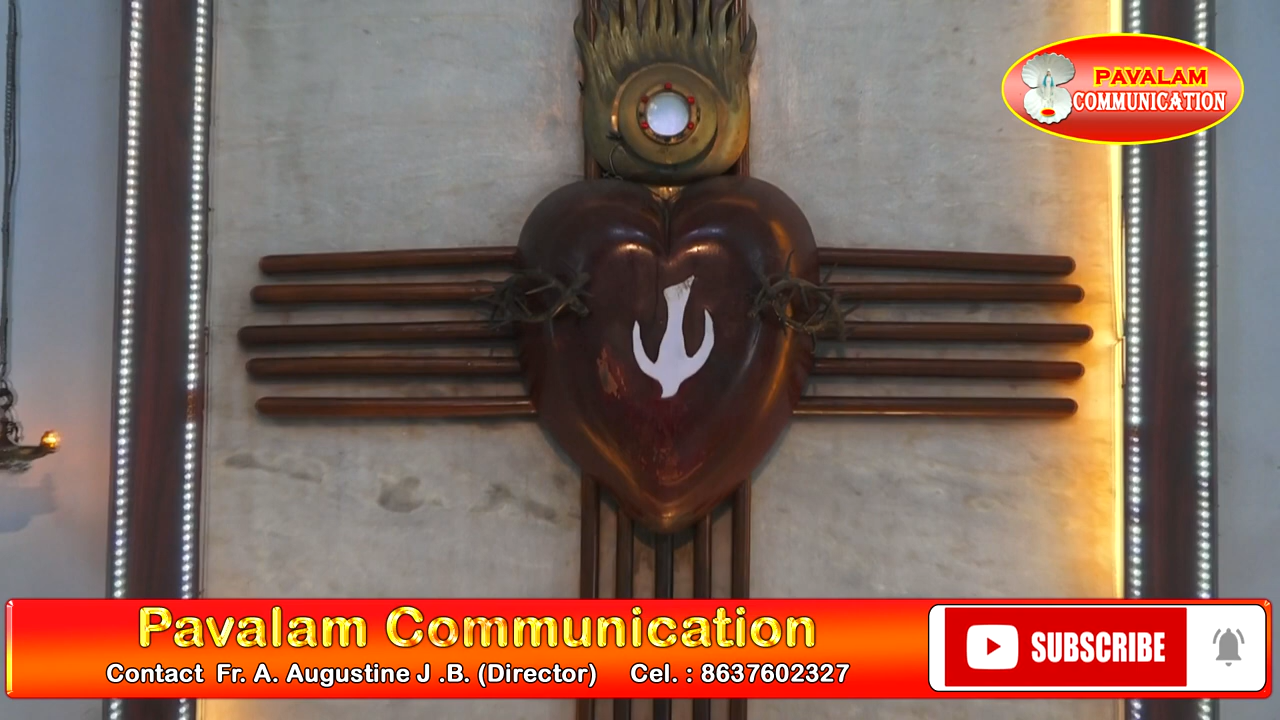 PAVALAM
COMMUNICATION
Pavalam Communication
Contact Fr. A. Augustine J .B. (Director) Cel. : 8637602327
SUBSCRIBE